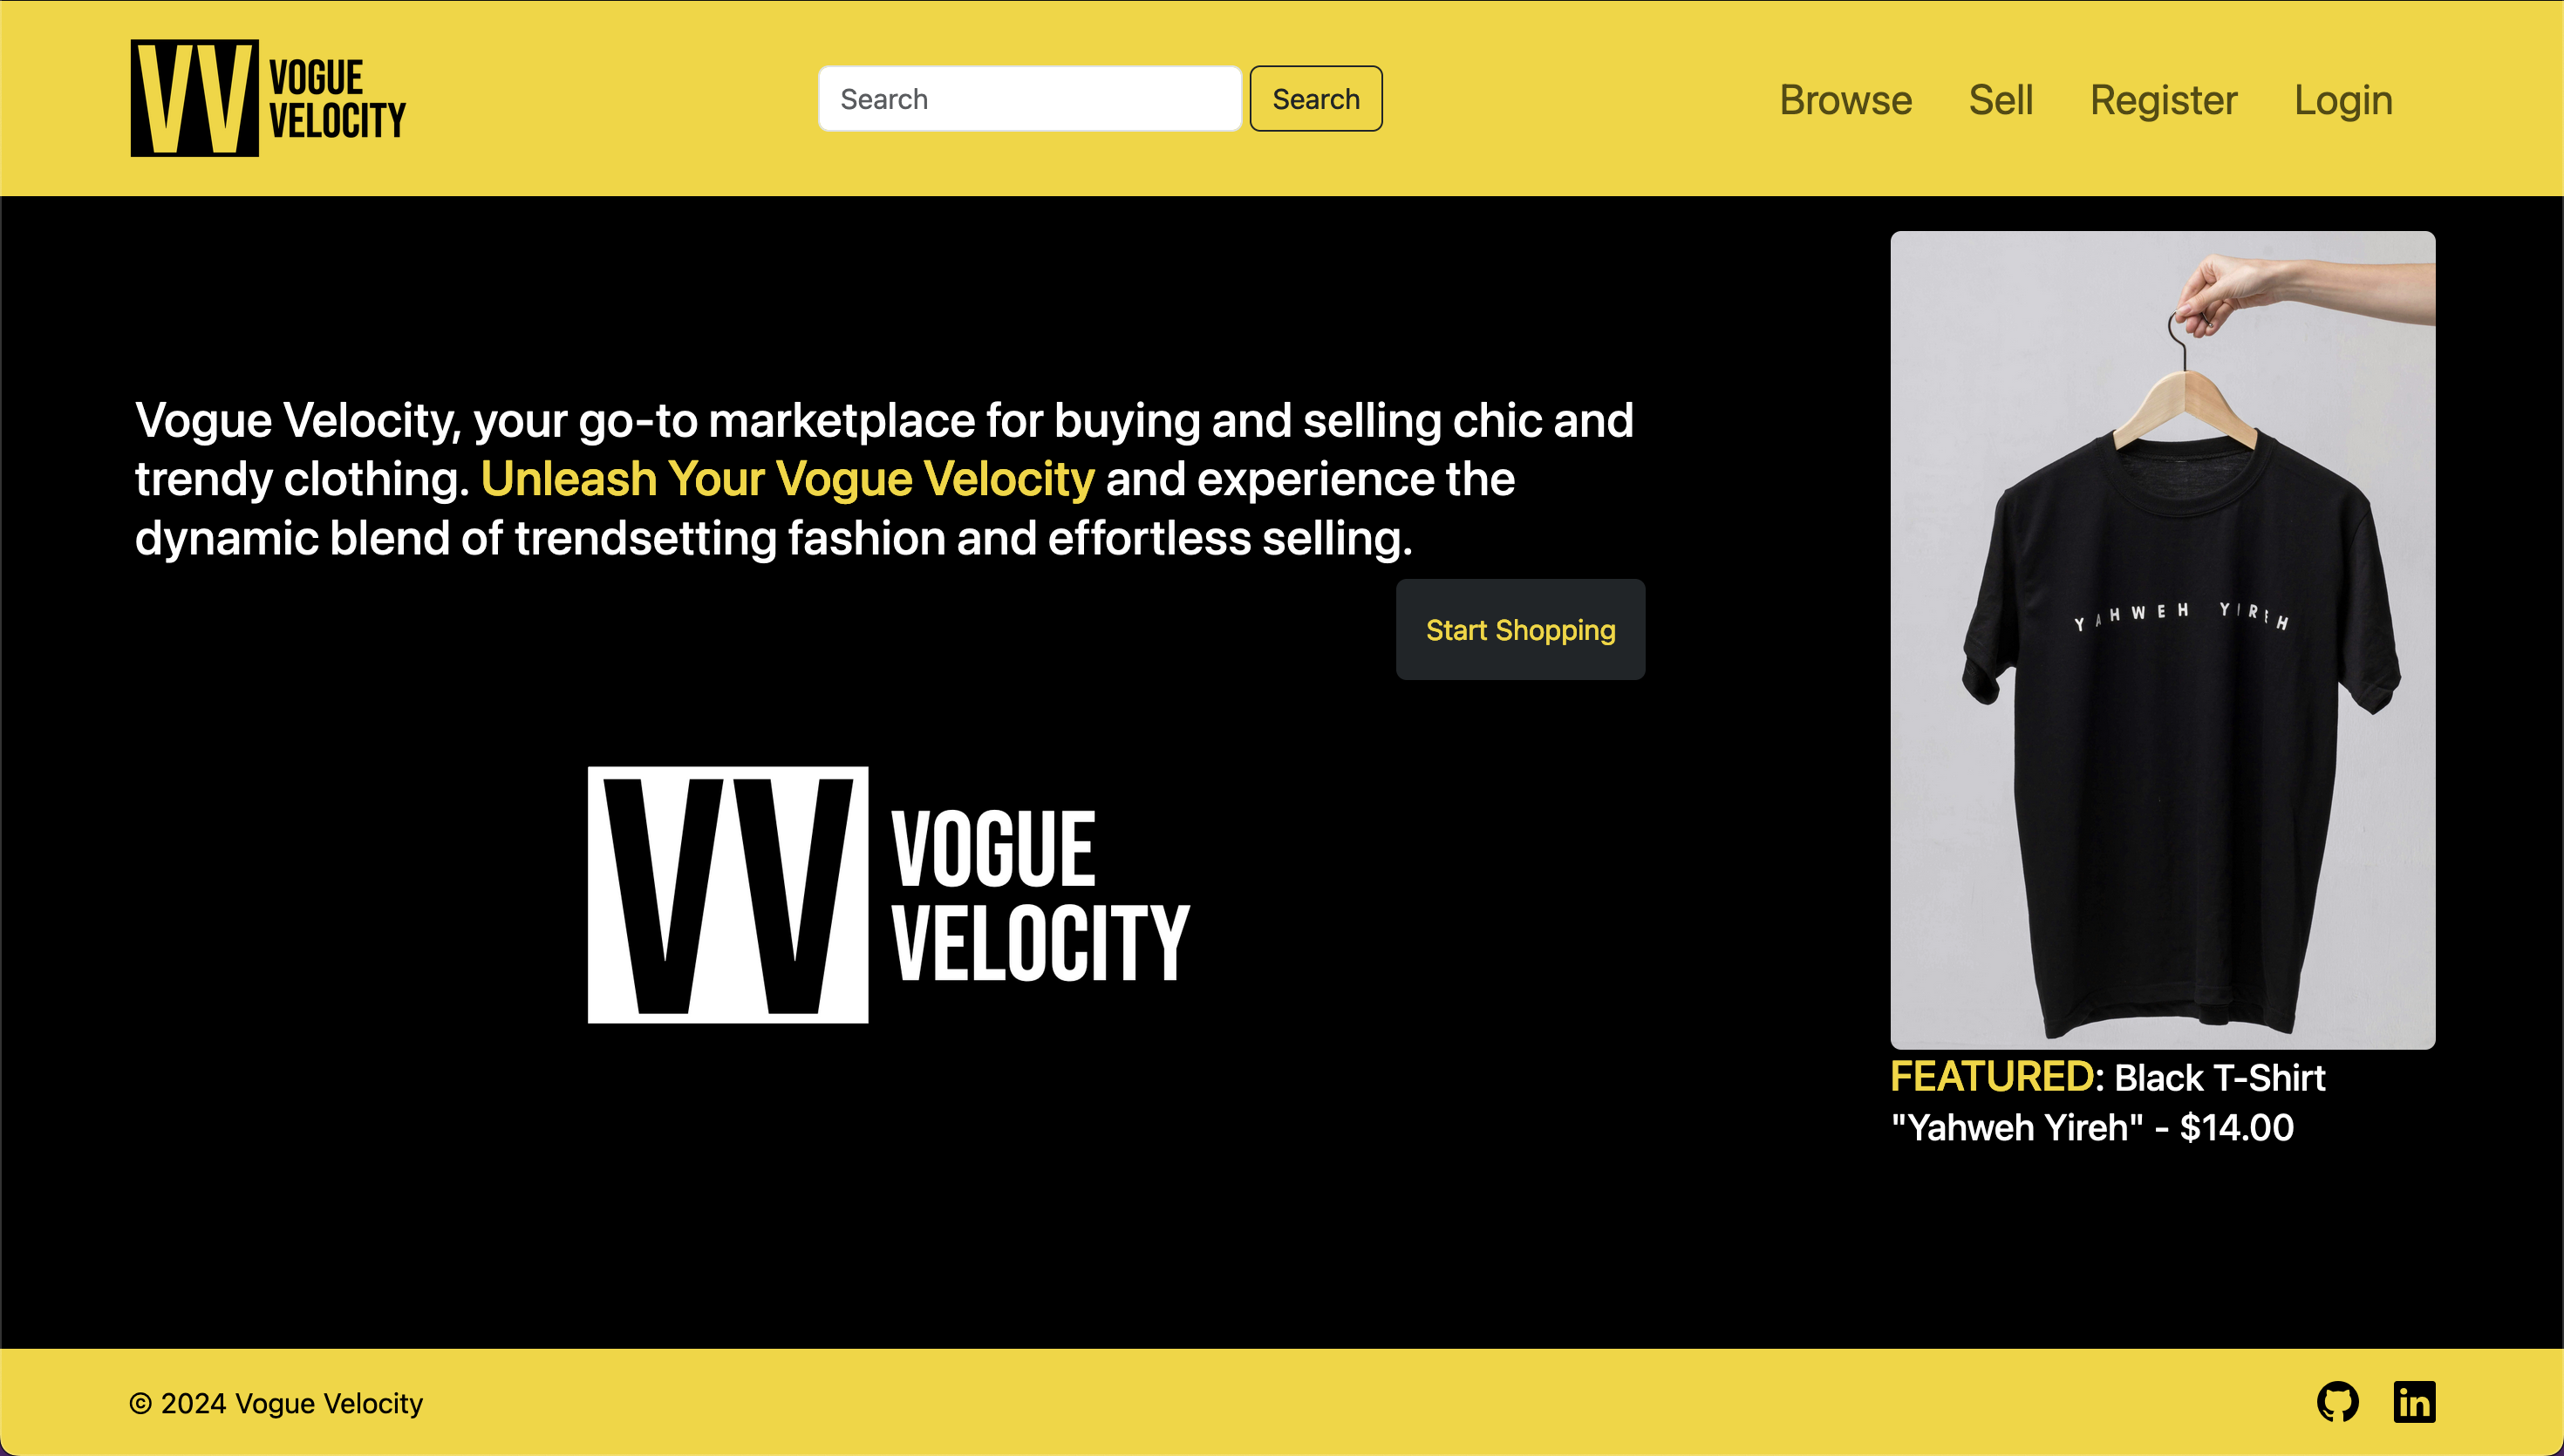 VV VOGUE
VELOCITY
Search
Search
Browse
Sell
Register
Login
Vogue Velocity, your go-to marketplace for buying and selling chic and
trendy clothing. Unleash Your Vogue Velocity and experience the
dynamic blend of trendsetting fashion and effortless selling.
Start Shopping
VV VOGUE
VELOCITY
YAHWEH YIREH
FEATURED: Black T-Shirt
"Yahweh Yireh" - $14.00
© 2024 Vogue Velocity
in